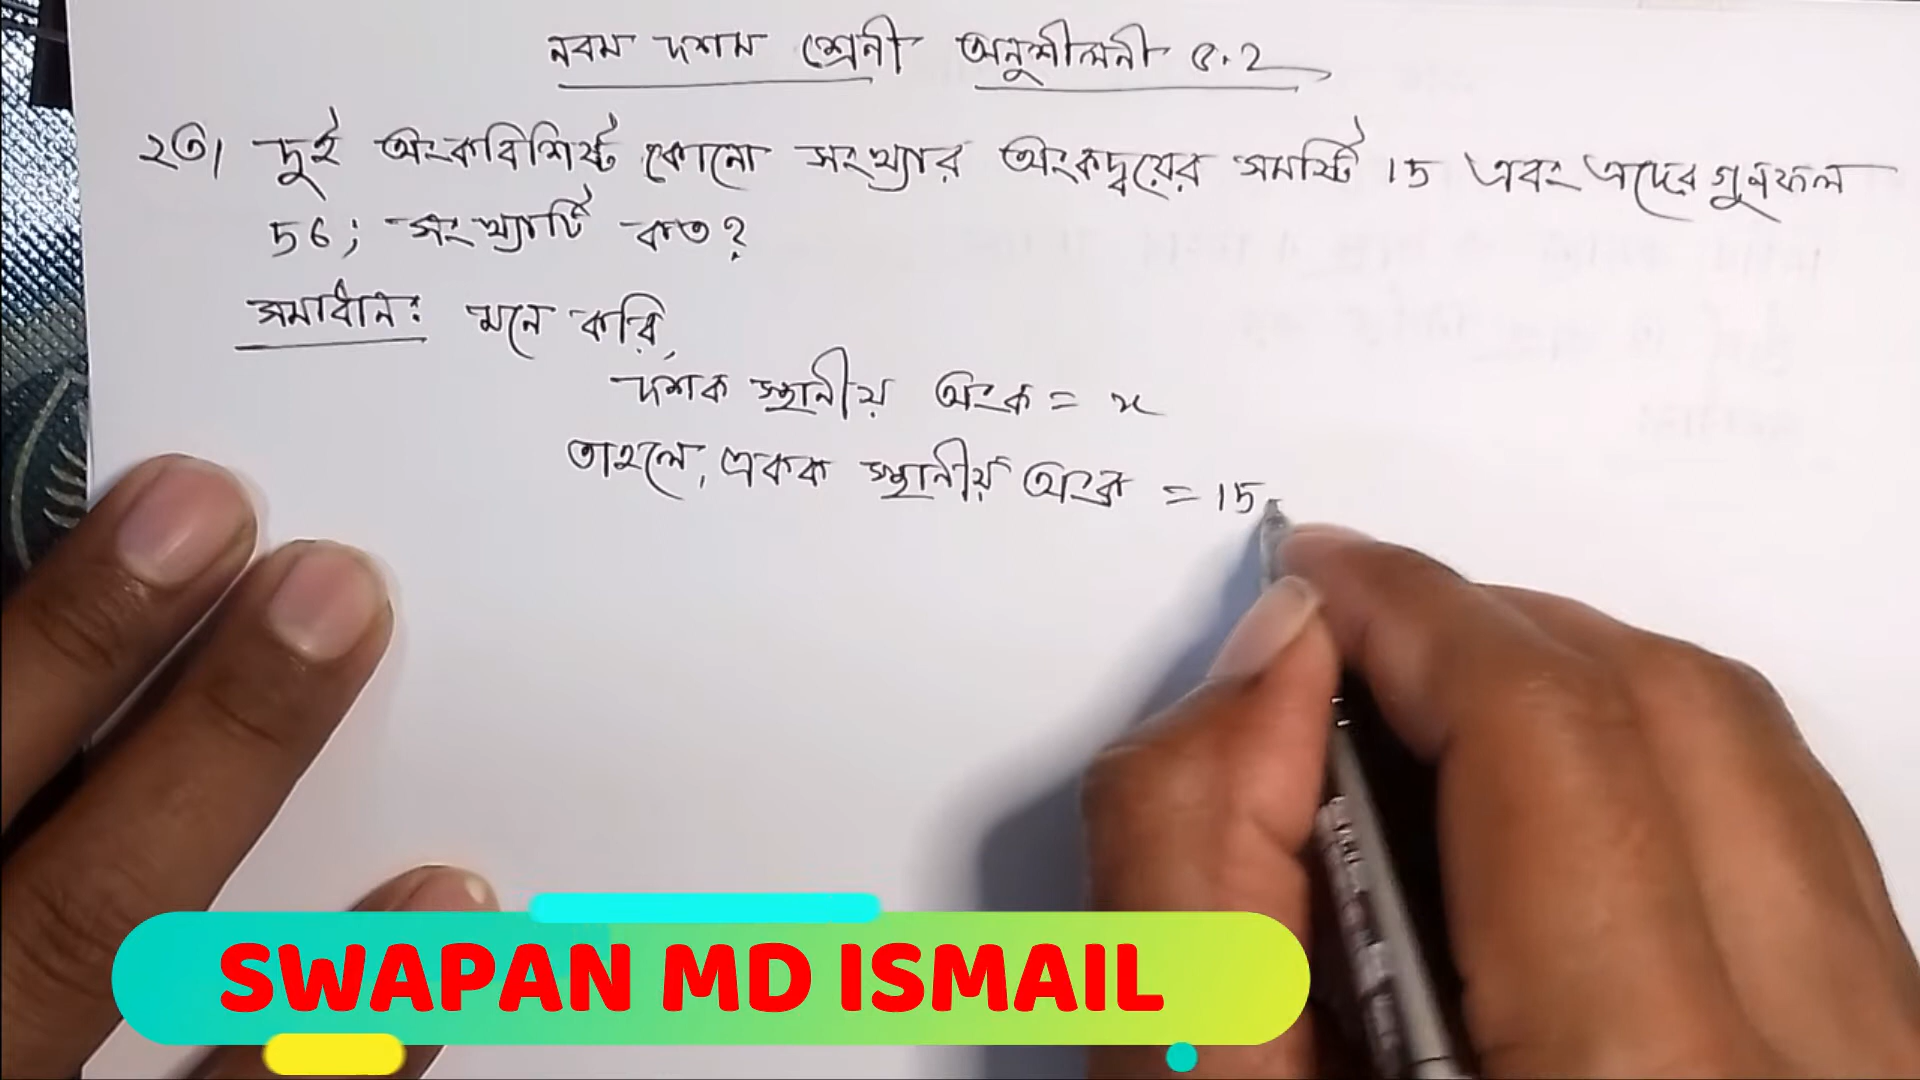 নবম দশম শ্রেনী অনুশীলনী ৫.২
২৩। দুই অংকবিশিষ্ট কোনো সংখ্যার অংকদ্বয়ের সমষ্টি 15 এবং এদের গুনফল
56; সংখ্যাটি কত?
সমাধান: মনে করি,
দশক স্থানীয় অংক = x
তাহলে, একক স্থানীয় অংক = 15
SWAPAN MD ISMAIL